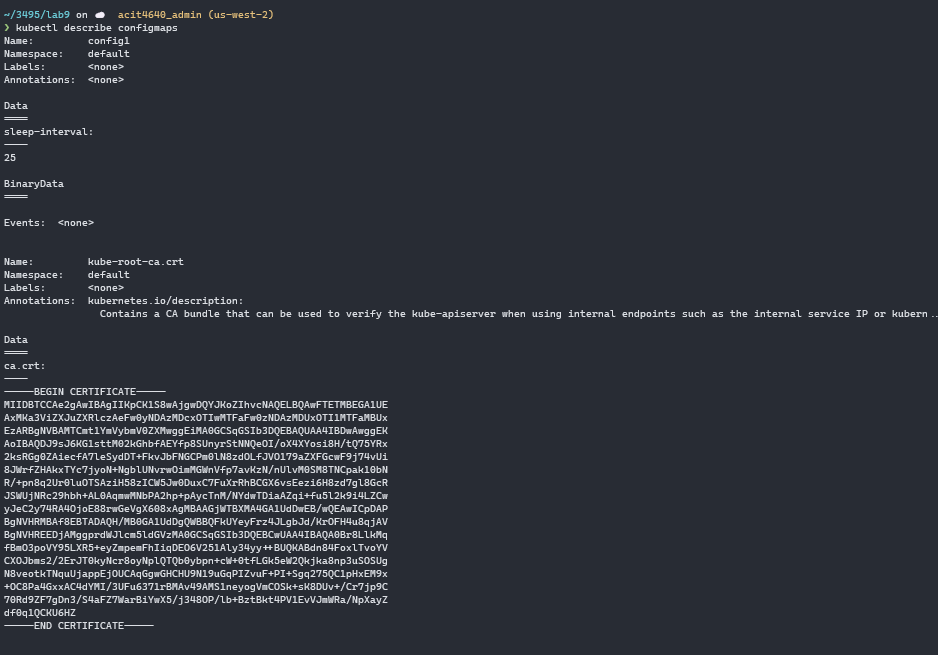 ~/3495/lab9 on ☁ acit4640_admin (us-west-2)
❯ kubectl describe configmaps
Name:         config1
Namespace:    default
Labels:       <none>
Annotations:  <none>

Data
====
sleep-interval:
----
25

BinaryData
====

Events:  <none>


Name:         kube-root-ca.crt
Namespace:    default
Labels:       <none>
Annotations:  kubernetes.io/description:
                Contains a CA bundle that can be used to verify the kube-apiserver when using internal endpoints such as the internal service IP or kubern...

Data
====
ca.crt:
----
-----BEGIN CERTIFICATE-----
MIIDBTCCAe2gAwIBAgIIKpCK1S8wAjgwDQYJKoZIhvcNAQELBQAwFTETMBEGA1UE
AxMKa3ViZXJuZXRlczAeFw0yNDAzMDcxOTIwMTFaFw0zNDAzMDUxOTI1MTFaMBUx
EzARBgNVBAMTCmt1YmVybmV0ZXMwggEiMA0GCSqGSIb3DQEBAQUAA4IBDwAwggEK
AoIBAQDJ9sJ6KG1sttM02kGhbfAEYfp8SUnyrStNNQeOI/oX4XYosi8H/tQ75YRx
2ksRGg0ZAiecfA7leSydDT+FkvJbFNGCPm0lN8zdOLfJVO179aZXFGcwF9j74vUi
8JWrfZHAkxTYc7jyoN+NgblUNvrwOimMGWnVfp7avKzN/nUlvM0SM8TNCpak10bN
R/+pn8q2Ur0luOTSAziH58zICW5Jw0DuxC7FuXrRhBCGX6vsEezi6H8zd7gl8GcR
JSWUjNRc29hbh+AL0AqmwMNbPA2hp+pAycTnM/NYdwTDiaAZqi+fu5l2k9i4LZCw
yJeC2y74RA4OjoE88rwGeVgX608xAgMBAAGjWTBXMA4GA1UdDwEB/wQEAwICpDAP
BgNVHRMBAf8EBTADAQH/MB0GA1UdDgQWBBQFkUYeyFrz4JLgbJd/KrOFH4u8qjAV
BgNVHREEDjAMggprdWJlcm5ldGVzMA0GCSqGSIb3DQEBCwUAA4IBAQA0Br8LlkMq
fBmO3poVY95LXR5+eyZmpemFhIiqDEO6V251Aly34yy++BUQKABdn84FoxlTvoYV
CXOJbms2/2ErJT0kyNcr8oyNplQTQb0ybpn+cW+0tfLGk5eW2Qkjka8np3uSOSUg
N8veotkTNquUjappEjOUCAqGgwGHCHU9N19uGqPIZvuF+PI+Sgq275QC1pHxEM9x
+OC8Pa4GxxAC4dYMI/3UFu6371rBMAv49AMS1neyogVmCOSk+sK8DUv+/Cr7jp9C
70Rd9ZF7gDn3/S4aFZ7WarBiYwX5/j348OP/lb+BztBkt4PV1EvVJmWRa/NpXayZ
df0q1QCKU6HZ
-----END CERTIFICATE-----